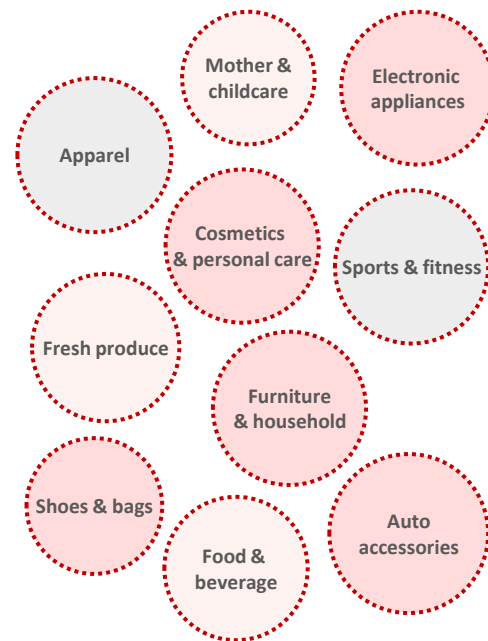 Mother &
childcare
Electronic
appliances
Apparel
Cosmetics
& personal care
Sports & fitness
Fresh produce
Furniture
& household
Shoes & bags
Auto
accessories
Food &
beverage